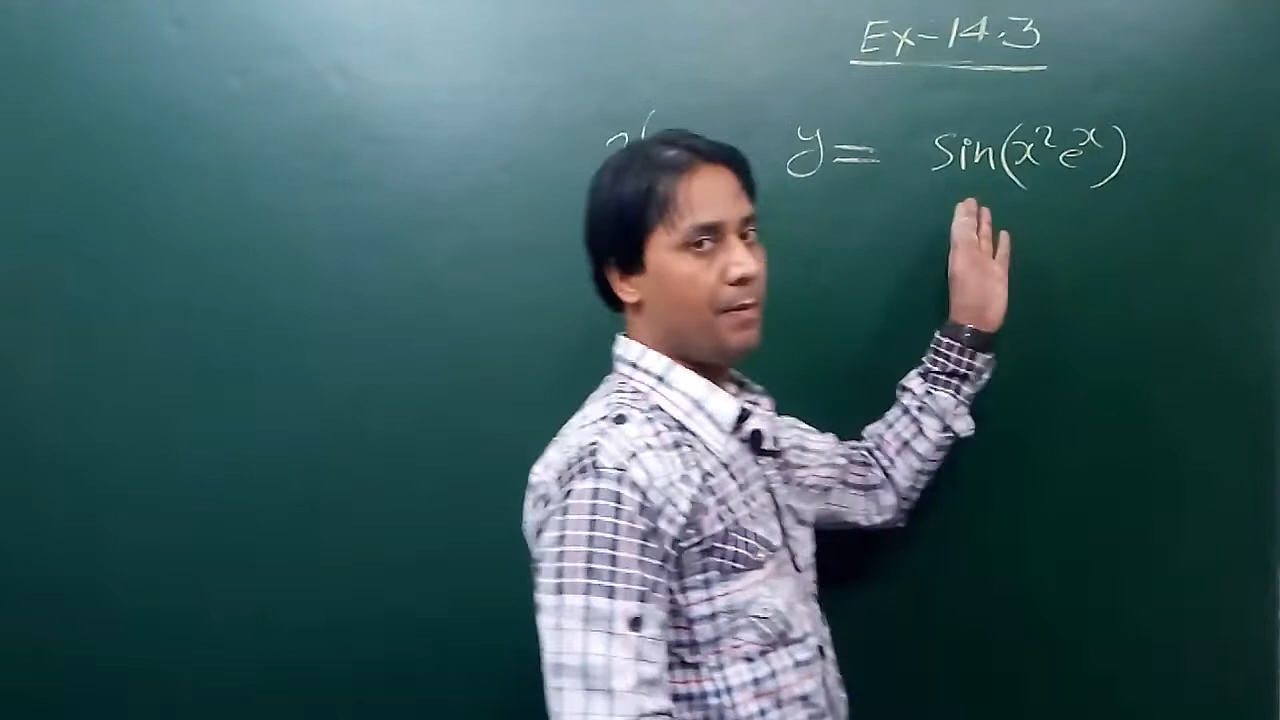 Ex-14.3
y = Sin(x²eˣ)